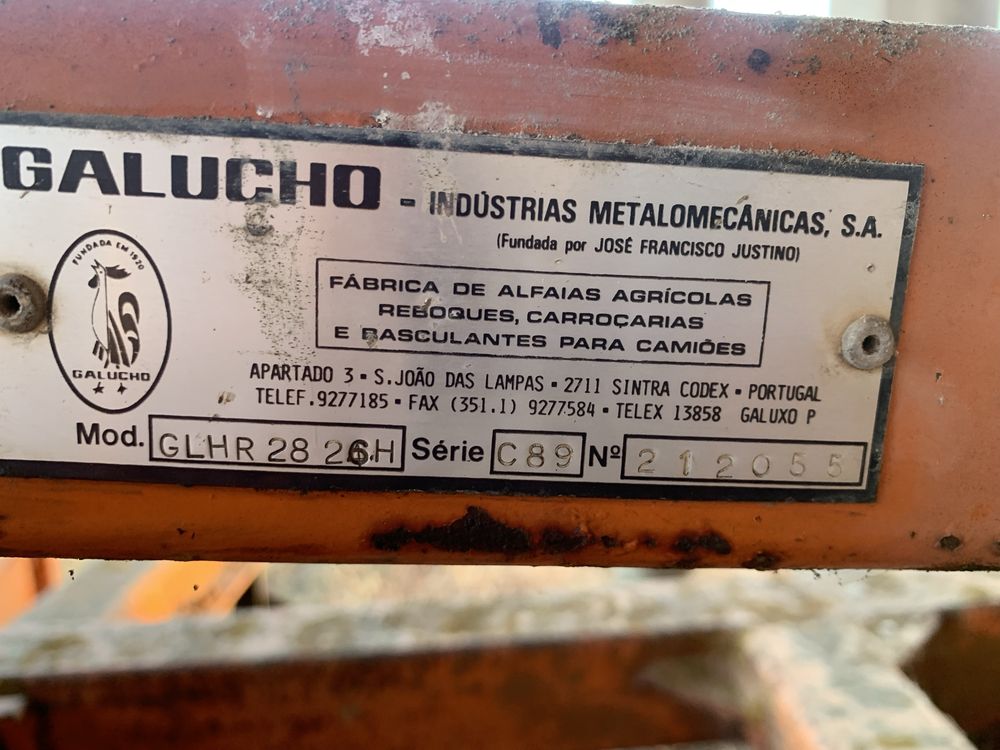 GALUCHO - INDÚSTRIAS METALOMECÂNICAS, S.A.
(Fundada por JOSÉ FRANCISCO JUSTINO)
FUNDADA EM 1920
GALUCHO
FÁBRICA DE ALFAIAS AGRÍCOLAS
REBOQUES, CARROÇARIAS
E BASCULANTES PARA CAMIÕES
APARTADO 3 - S.JOÃO DAS LAMPAS - 2711 SINTRA CODEX - PORTUGAL
TELEF.9277185 - FAX (351.1) 9277584 - TELEX 13858 GALUXO P
Mod. GLHR 28 26.H Série C89 Nº 212055